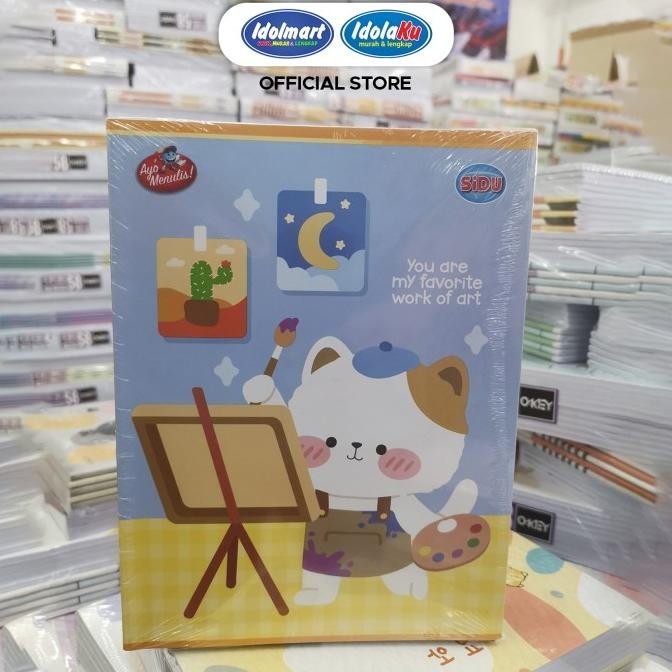 Idolmart
MURAH & LENGKAP
IdolaKu
murah & lengkap
OFFICIAL STORE
Ayo
Menulis!
SiDU
You are
my favorite
work of art
OKEY
OKEY